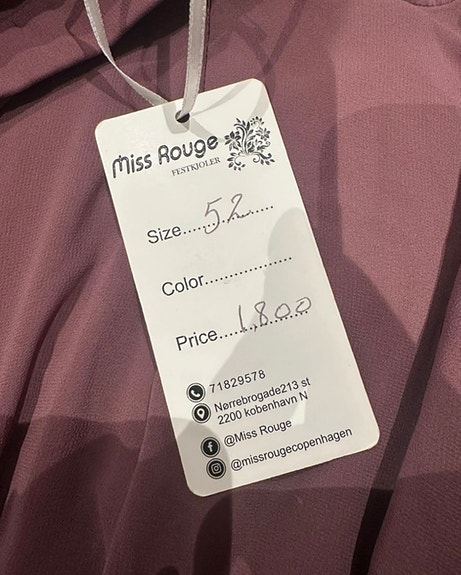 Miss Rouge
FESTKJOLER
Size......52......
Color..................
Price......1800......
71829578
Nørrebrogade213 st
2200 kobenhavn N
@Miss Rouge
@missrougecopenhagen